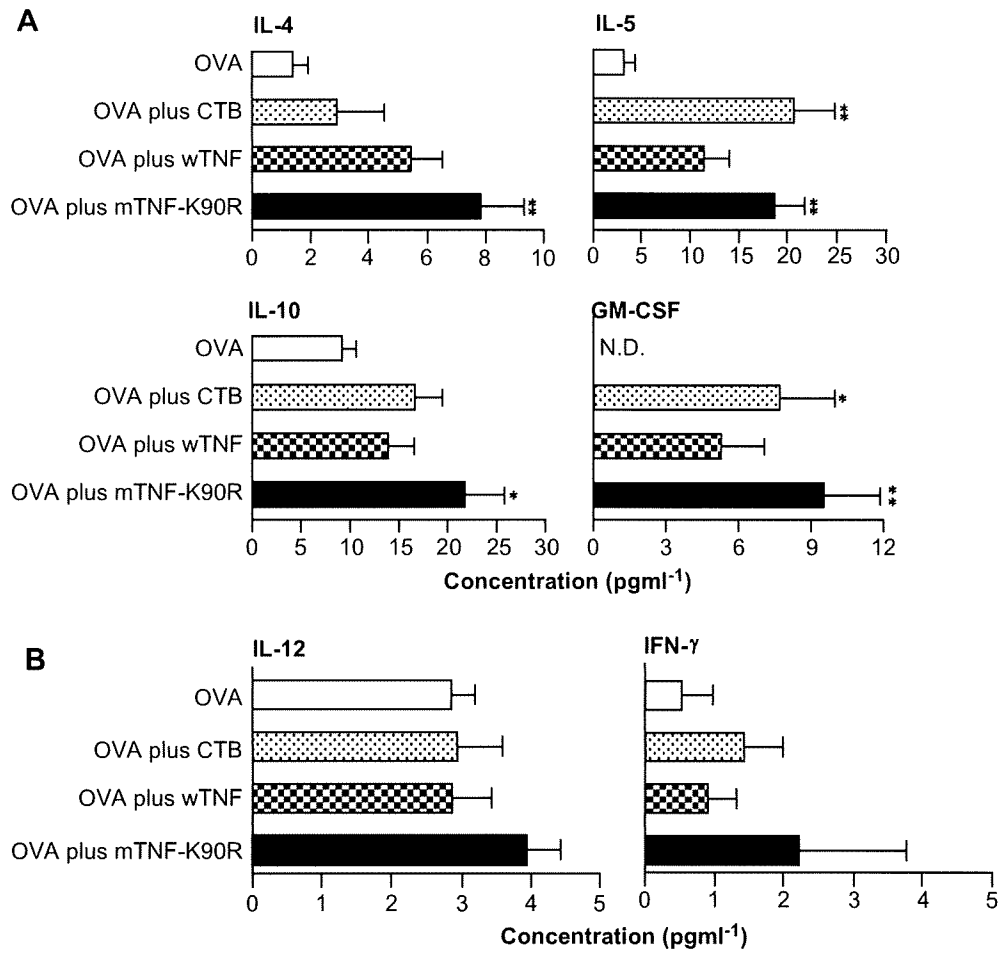 A
IL-4
IL-5
OVA
OVA plus CTB
**
OVA plus wTNF
OVA plus mTNF-K90R
**
**
0 2 4 6 8 10
0 5 10 15 20 25 30
IL-10
GM-CSF
OVA
N.D.
OVA plus CTB
*
OVA plus wTNF
OVA plus mTNF-K90R
*
**
0 5 10 15 20 25 30
0 3 6 9 12
Concentration (pgml-1)
B
IL-12
IFN-γ
OVA
OVA plus CTB
OVA plus wTNF
OVA plus mTNF-K90R
0 1 2 3 4 5
0 1 2 3 4 5
Concentration (pgml-1)